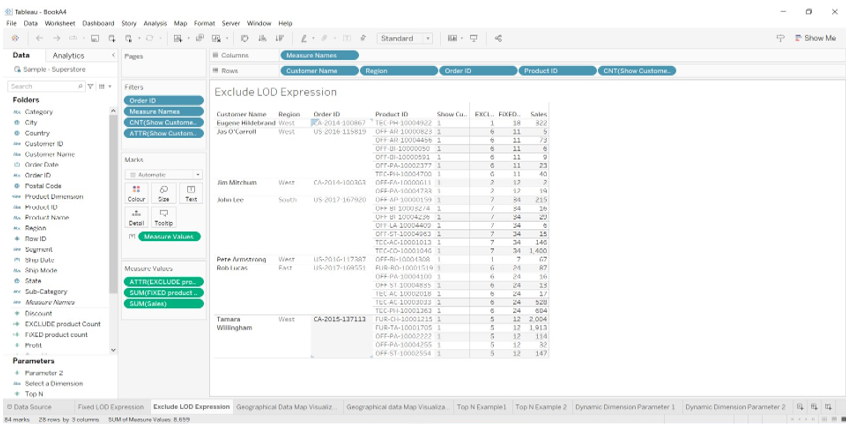 Tableau - BookA4
File Data Worksheet Dashboard Story Analysis Map Format Server Window Help
Standard
Show Me
Data Analytics
Sample - Superstore
Search
Folders
Abc Category
City
Country
Abc Customer ID
Abc Customer Name
Order Date
Abc Order ID
Postal Code
Product Dimension
Abc Product ID
Abc Product Name
Region
Row ID
Abc Segment
Ship Date
Abc Ship Mode
State
Abc Sub-Category
Abc Measure Names
Discount
EXCLUDE product Count
FIXED product count
Profit
Parameters
Parameter 2
Abc Select a Dimension
Top N
Pages
Filters
Order ID
Measure Names
CNT(Show Custome..
ATTR(Show Custom..
Marks
Automatic
Colour Size Text
Detail Tooltip
Measure Values
Measure Values
ATTR(EXCLUDE pro..
SUM(FIXED product ..
SUM(Sales)
Columns Measure Names
Rows Customer Name Region Order ID Product ID CNT(Show Custome..
Exclude LOD Expression
Customer Name Region Order ID Product ID Show Cu.. EXCL.. FIXED.. Sales
Eugene Hildebrand West CA-2014-100867 TEC-PH-10004922 1 1 18 322
Jas O'Carroll West US-2016-115819 OFF-AR-10000823 1 6 11 5
OFF-AR-10004456 1 6 11 73
OFF-BI-10000050 1 6 11 6
OFF-BI-10000591 1 6 11 9
OFF-PA-10002377 1 6 11 23
TEC-PH-10004700 1 6 11 40
Jim Mitchum West CA-2014-100363 OFF-FA-10000611 1 2 12 2
OFF-PA-10004733 1 2 12 19
John Lee South US-2017-167920 OFF-AP-10000159 1 7 34 215
OFF-BI-10003274 1 7 34 16
OFF-BI-10004236 1 7 34 29
OFF-LA-10004409 1 7 34 6
OFF-ST-10004963 1 7 34 15
TEC-AC-10001013 1 7 34 146
TEC-CO-10001046 1 7 34 1,400
Pete Armstrong West US-2016-117387 OFF-BI-10004308 1 1 7 67
Rob Lucas East US-2017-168551 FUR-BO-10001519 1 6 24 87
OFF-PA-10004100 1 6 24 16
OFF-ST-10004835 1 6 24 13
TEC-AC-10002018 1 6 24 17
TEC-AC-10003033 1 6 24 528
TEC-PH-10001363 1 6 24 684
Tamara Willingham West CA-2015-137113 FUR-CH-10001215 1 5 12 2,004
FUR-TA-10001705 1 5 12 1,913
OFF-PA-10002222 1 5 12 114
OFF-PA-10004255 1 5 12 32
OFF-ST-10002554 1 5 12 147
Data Source Fixed LOD Expression Exclude LOD Expression Geographical Data Map Visualiz... Geographical data Map Visualiza... Top N Example1 Top N Example 2 Dynamic Dimension Parameter 1 Dynamic Dimension Parameter 2
84 marks 28 rows by 3 columns SUM of Measure Values: 8,659